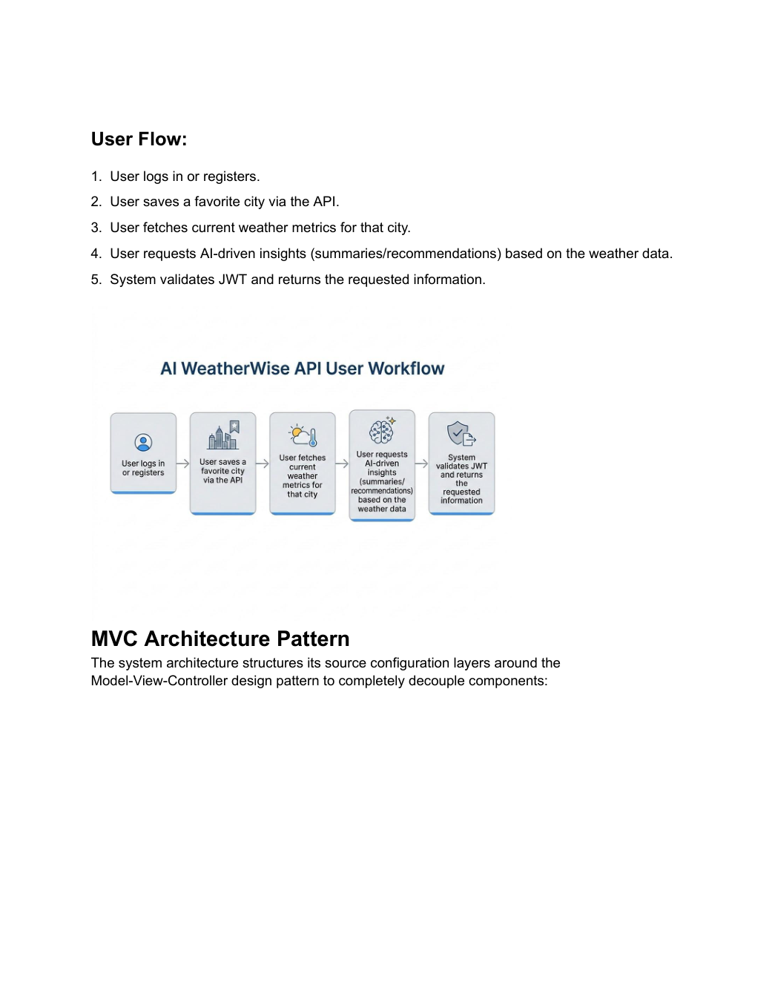 User Flow:
1. User logs in or registers.
2. User saves a favorite city via the API.
3. User fetches current weather metrics for that city.
4. User requests AI-driven insights (summaries/recommendations) based on the weather data.
5. System validates JWT and returns the requested information.
AI WeatherWise API User Workflow
User logs in
or registers
User saves a
favorite city
via the API
User fetches
current
weather
metrics for
that city
User requests
AI-driven
insights
(summaries/
recommendations)
based on the
weather data
System
validates JWT
and returns
the
requested
information
MVC Architecture Pattern
The system architecture structures its source configuration layers around the
Model-View-Controller design pattern to completely decouple components: